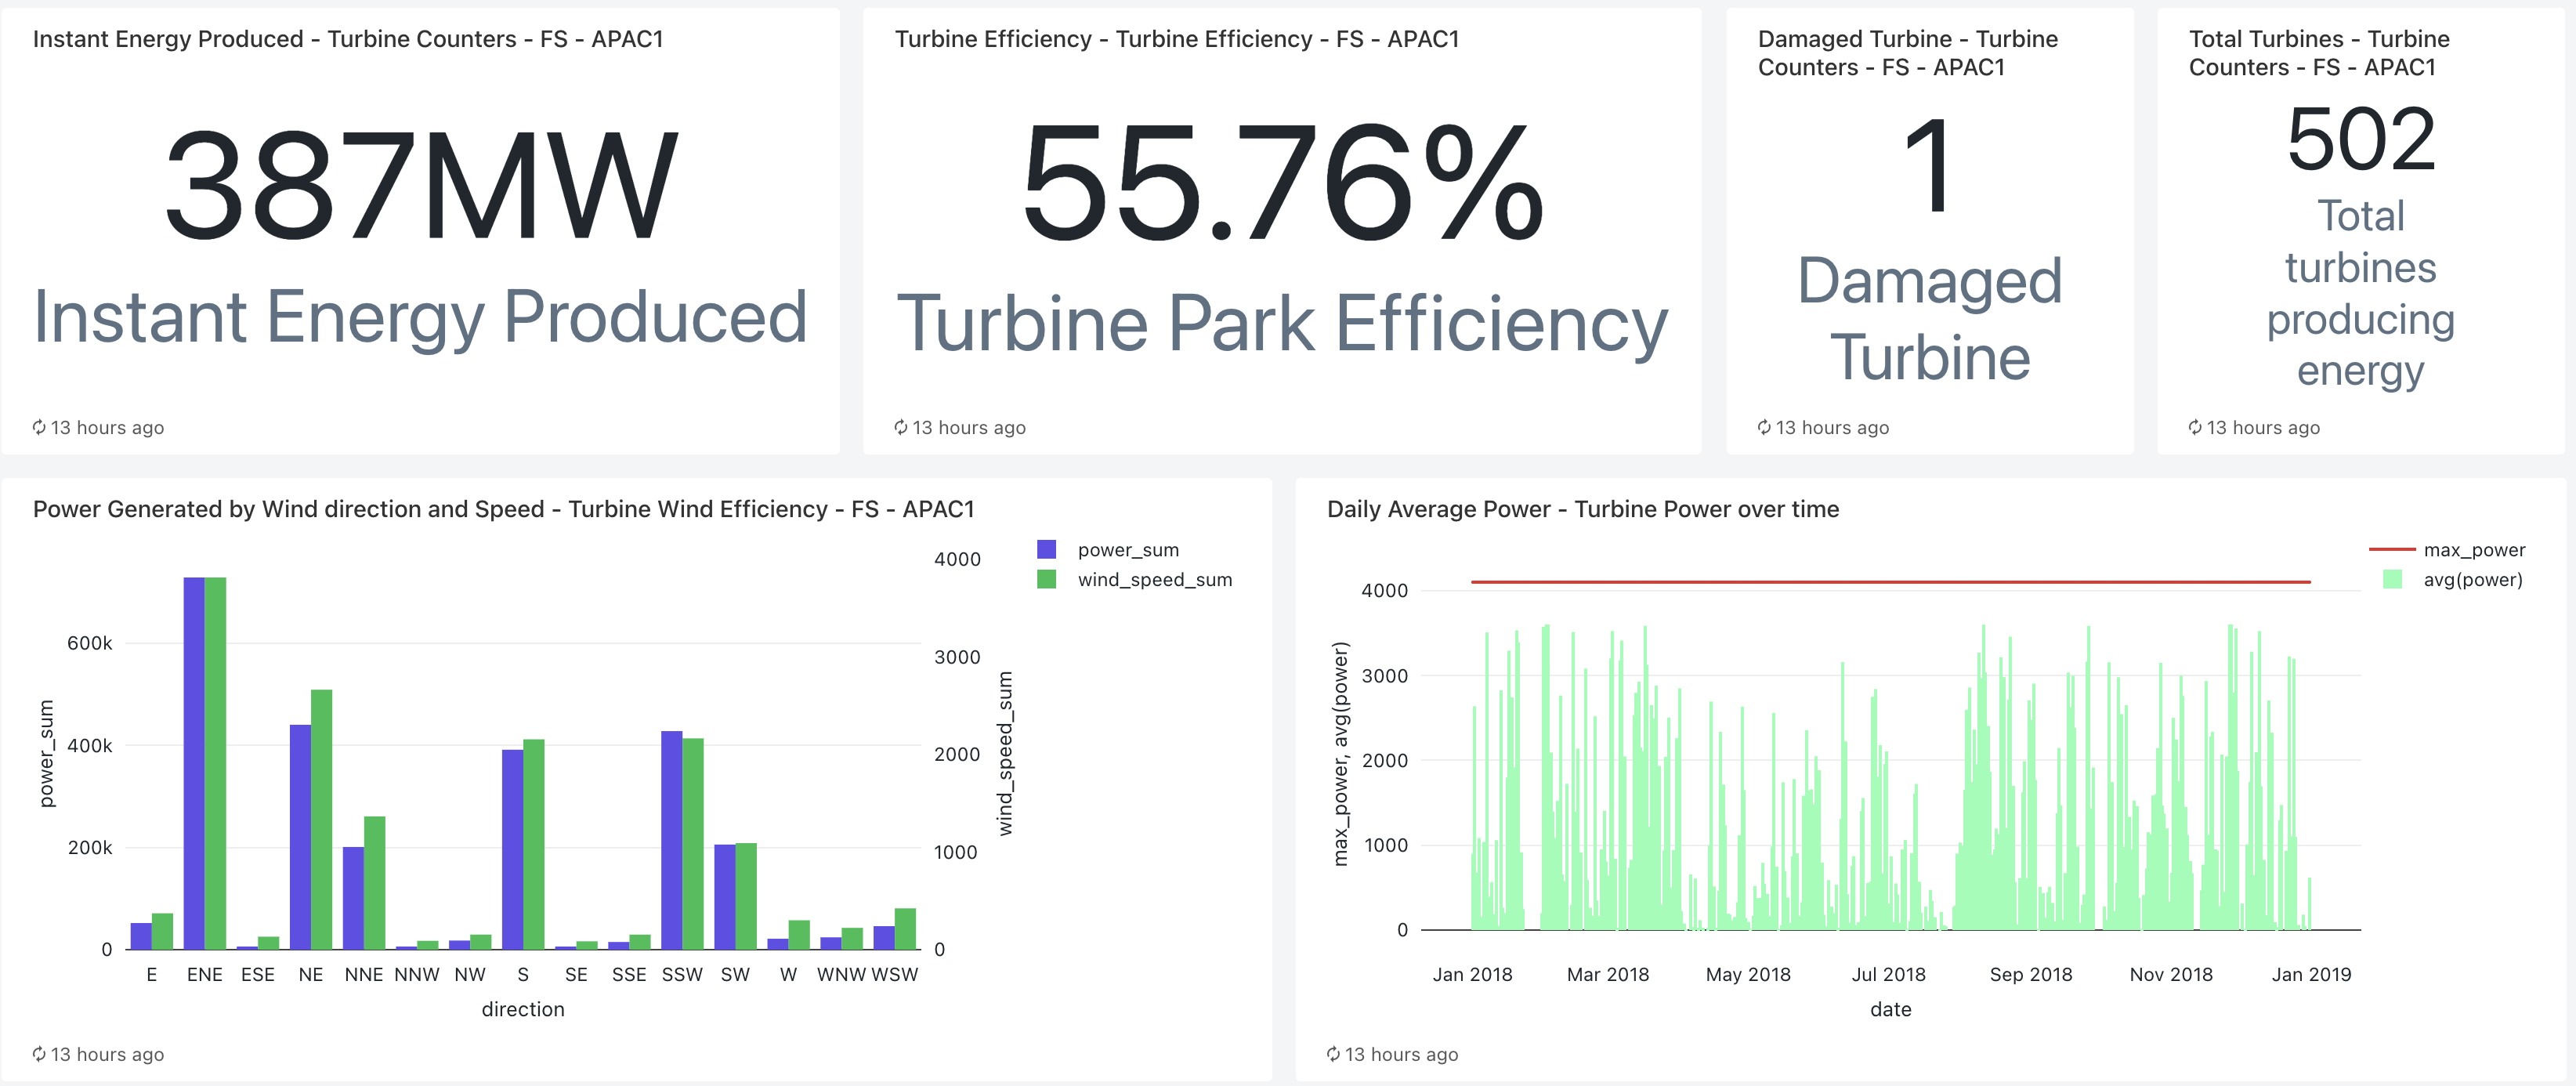 Instant Energy Produced - Turbine Counters - FS - APAC1
387MW
Instant Energy Produced
13 hours ago
Turbine Efficiency - Turbine Efficiency - FS - APAC1
55.76%
Turbine Park Efficiency
13 hours ago
Damaged Turbine - Turbine
Counters - FS - APAC1
1
Damaged
Turbine
13 hours ago
Total Turbines - Turbine
Counters - FS - APAC1
502
Total
turbines
producing
energy
13 hours ago
Power Generated by Wind direction and Speed - Turbine Wind Efficiency - FS - APAC1
power_sum
wind_speed_sum
power_sum
600k
400k
200k
0
4000
3000
2000
1000
0
wind_speed_sum
E ENE ESE NE NNE NNW NW S SE SSE SSW SW W WNW WSW
direction
13 hours ago
Daily Average Power - Turbine Power over time
max_power
avg(power)
max_power, avg(power)
4000
3000
2000
1000
0
Jan 2018 Mar 2018 May 2018 Jul 2018 Sep 2018 Nov 2018 Jan 2019
date
13 hours ago